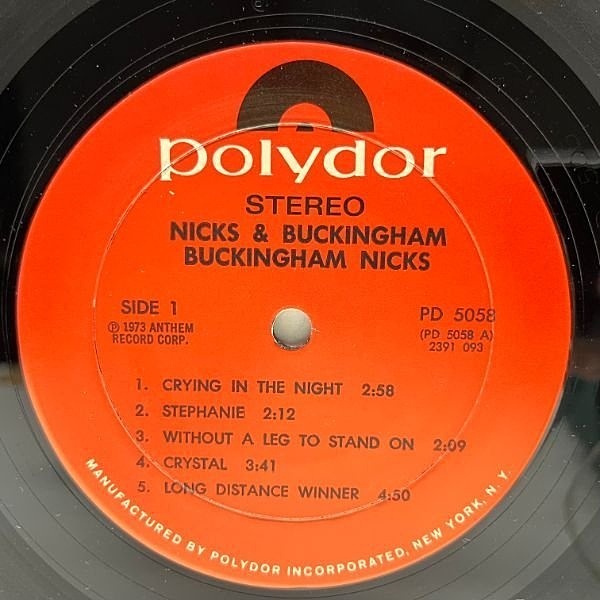 polydor
STEREO
NICKS & BUCKINGHAM
BUCKINGHAM NICKS
SIDE 1
℗ 1973 ANTHEM
RECORD CORP.
PD 5058
(PD 5058 A)
2391 093
1. CRYING IN THE NIGHT 2:58
2. STEPHANIE 2:12
3. WITHOUT A LEG TO STAND ON 2:09
4. CRYSTAL 3:41
5. LONG DISTANCE WINNER 4:50
MANUFACTURED BY POLYDOR INCORPORATED, NEW YORK, N.Y.